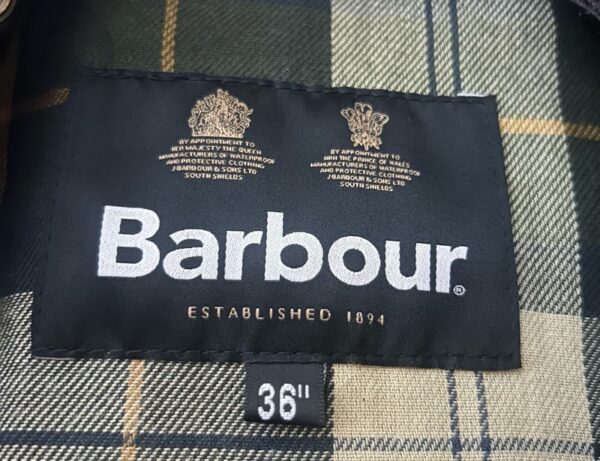 BY APPOINTMENT TO
HER MAJESTY THE QUEEN
MANUFACTURERS OF WATERPROOF
AND PROTECTIVE CLOTHING
J BARBOUR & SONS LTD
SOUTH SHIELDS
BY APPOINTMENT TO
HRH THE PRINCE OF WALES
MANUFACTURERS OF WATERPROOF
AND PROTECTIVE CLOTHING
J BARBOUR & SONS LTD
SOUTH SHIELDS
Barbour®
ESTABLISHED 1894
36"